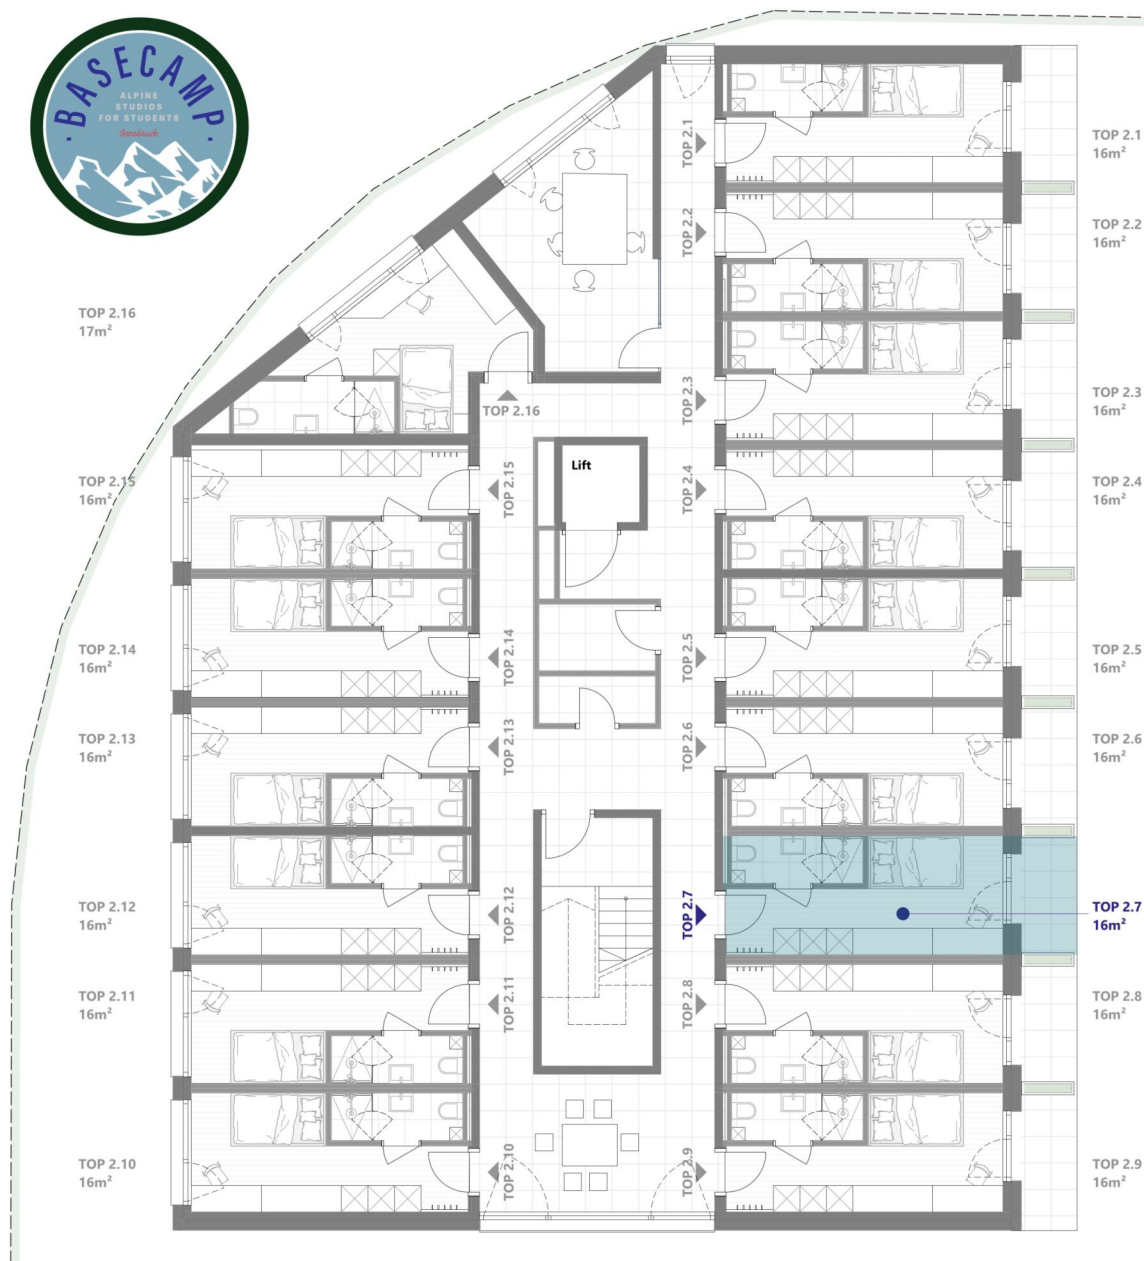 BASECAMP
ALPINE
STUDIOS
FOR STUDENTS
Innsbruck
TOP 2.16
17m²
TOP 2.15
16m²
TOP 2.14
16m²
TOP 2.13
16m²
TOP 2.12
16m²
TOP 2.11
16m²
TOP 2.10
16m²
TOP 2.16
TOP 2.15
TOP 2.14
TOP 2.13
TOP 2.12
TOP 2.11
TOP 2.10
Lift
TOP 2.1
TOP 2.2
TOP 2.3
TOP 2.4
TOP 2.5
TOP 2.6
TOP 2.7
TOP 2.8
TOP 2.9
TOP 2.1
16m²
TOP 2.2
16m²
TOP 2.3
16m²
TOP 2.4
16m²
TOP 2.5
16m²
TOP 2.6
16m²
TOP 2.7
16m²
TOP 2.8
16m²
TOP 2.9
16m²